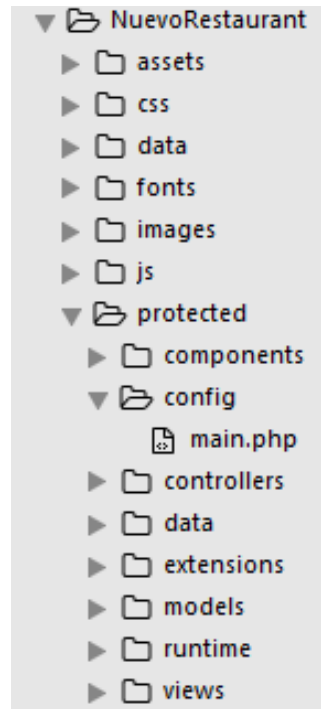 NuevoRestaurant
assets
css
data
fonts
images
js
protected
components
config
main.php
controllers
data
extensions
models
runtime
views